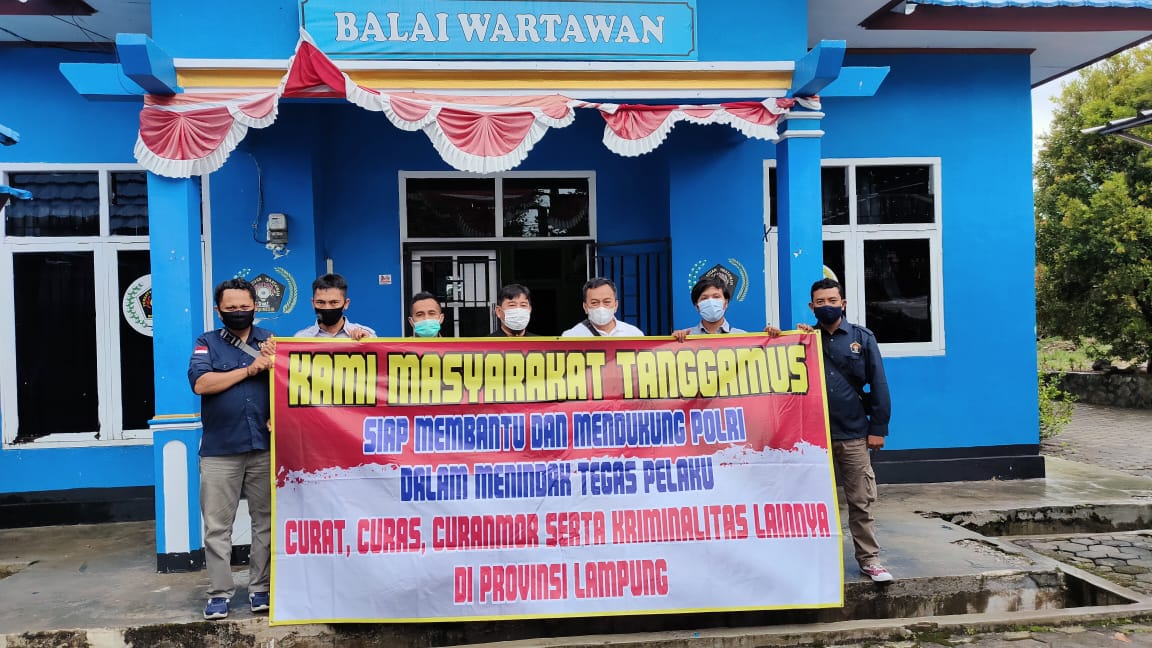 BALAI WARTAWAN
KAMI MASYARAKAT TANGGAMUS
SIAP MEMBANTU DAN MENDUKUNG POLRI
DALAM MENINDAK TEGAS PELAKU
CURAT, CURAS, CURANMOR SERTA KRIMINALITAS LAINNYA
DI PROVINSI LAMPUNG